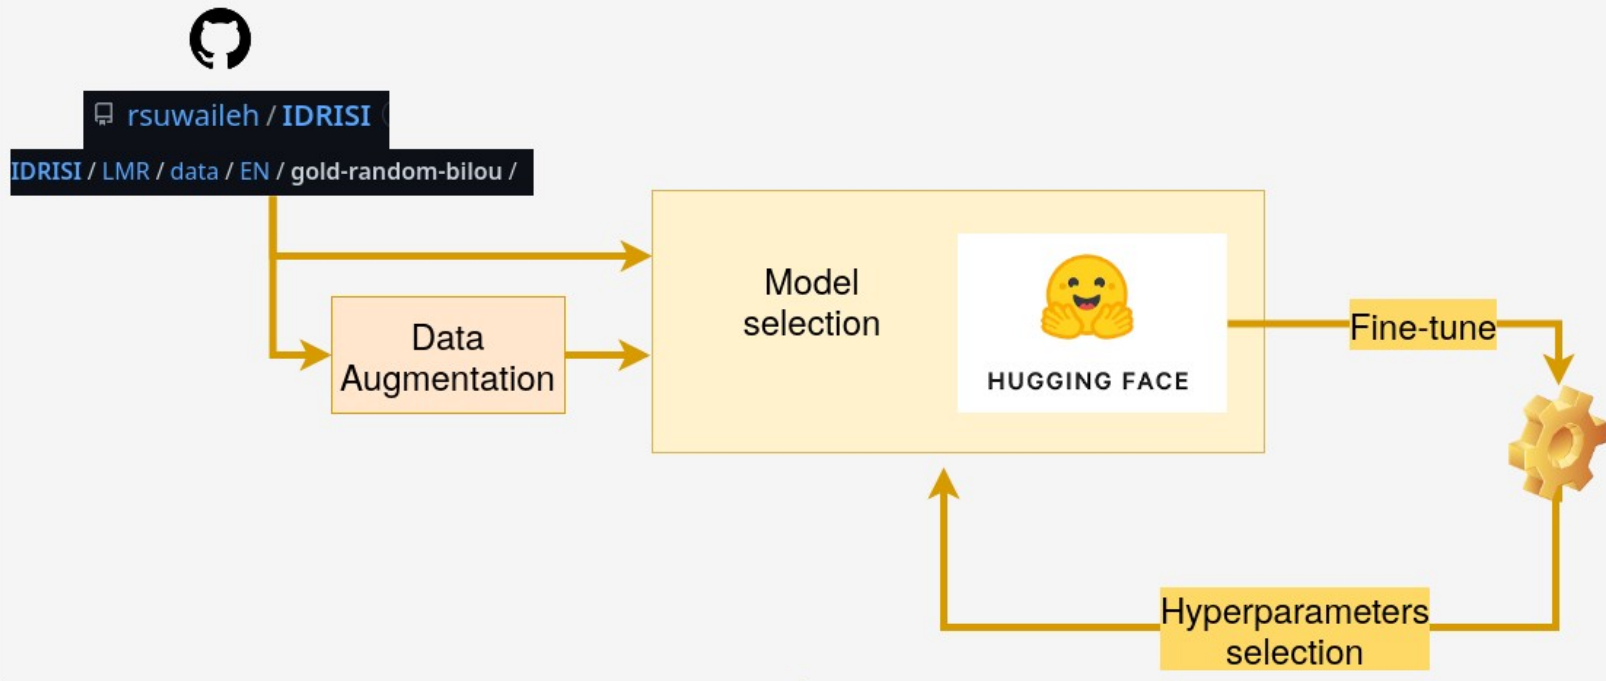 rsuwaileh / IDRISI
IDRISI / LMR / data / EN / gold-random-bilou /
Model
selection
HUGGING FACE
Data
Augmentation
Fine-tune
Hyperparameters
selection